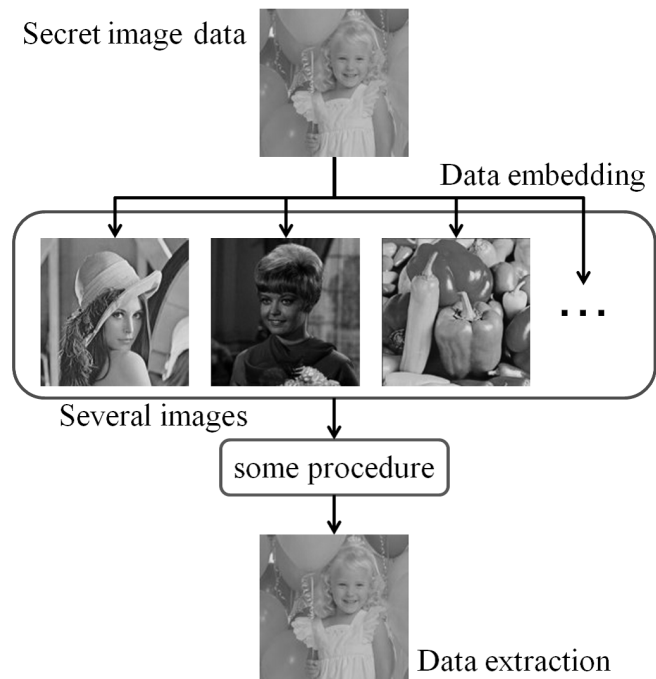 Secret image data
Data embedding
...
Several images
some procedure
Data extraction